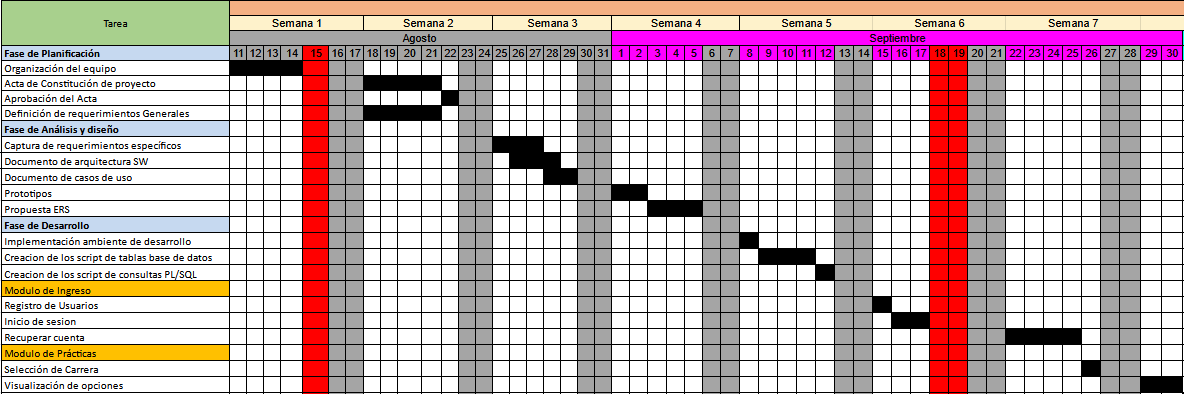 Tarea
Semana 1 Semana 2 Semana 3 Semana 4 Semana 5 Semana 6 Semana 7
Agosto Septiembre
Fase de Planificación 11 12 13 14 15 16 17 18 19 20 21 22 23 24 25 26 27 28 29 30 31 1 2 3 4 5 6 7 8 9 10 11 12 13 14 15 16 17 18 19 20 21 22 23 24 25 26 27 28 29 30
Organización del equipo
Acta de Constitución de proyecto
Aprobación del Acta
Definición de requerimientos Generales
Fase de Análisis y diseño
Captura de requerimientos específicos
Documento de arquitectura SW
Documento de casos de uso
Prototipos
Propuesta ERS
Fase de Desarrollo
Implementación ambiente de desarrollo
Creacion de los script de tablas base de datos
Creacion de los script de consultas PL/SQL
Modulo de Ingreso
Registro de Usuarios
Inicio de sesion
Recuperar cuenta
Modulo de Prácticas
Selección de Carrera
Visualización de opciones